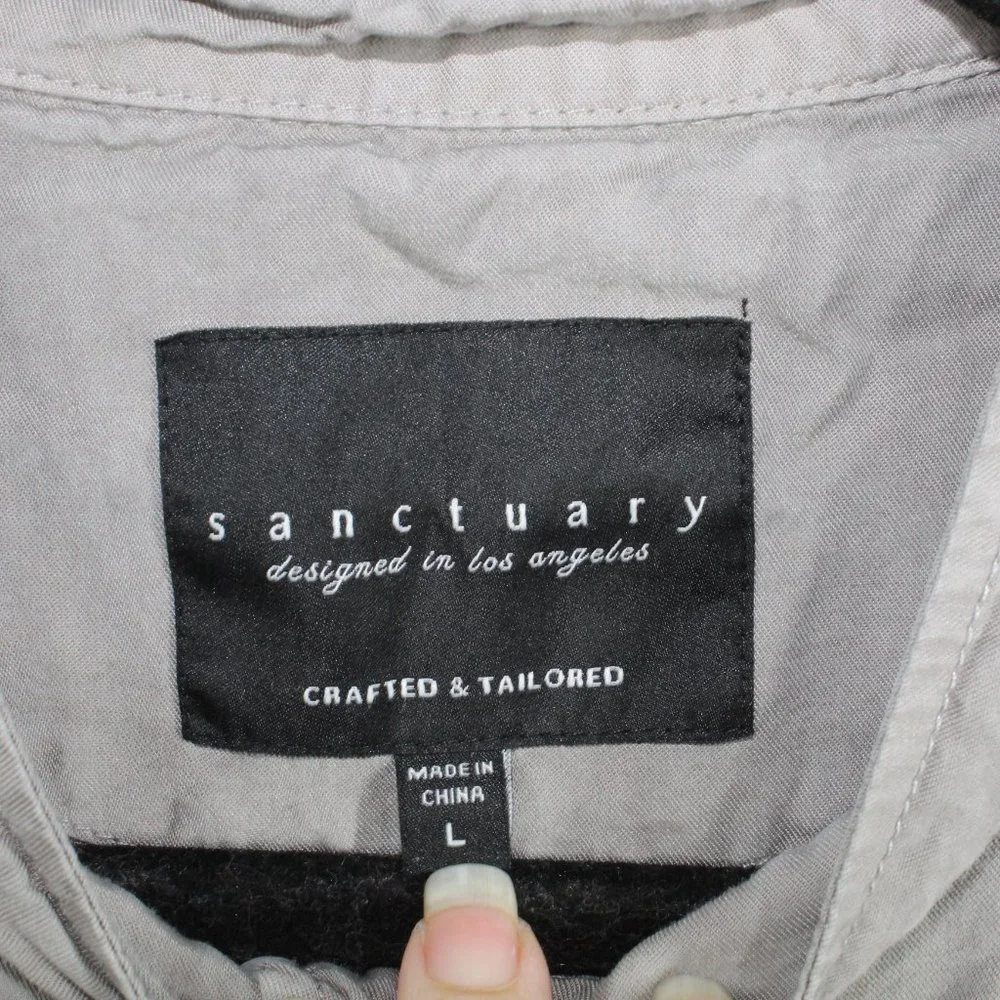 sanctuary
designed in los angeles
CRAFTED & TAILORED
MADE IN
CHINA
L